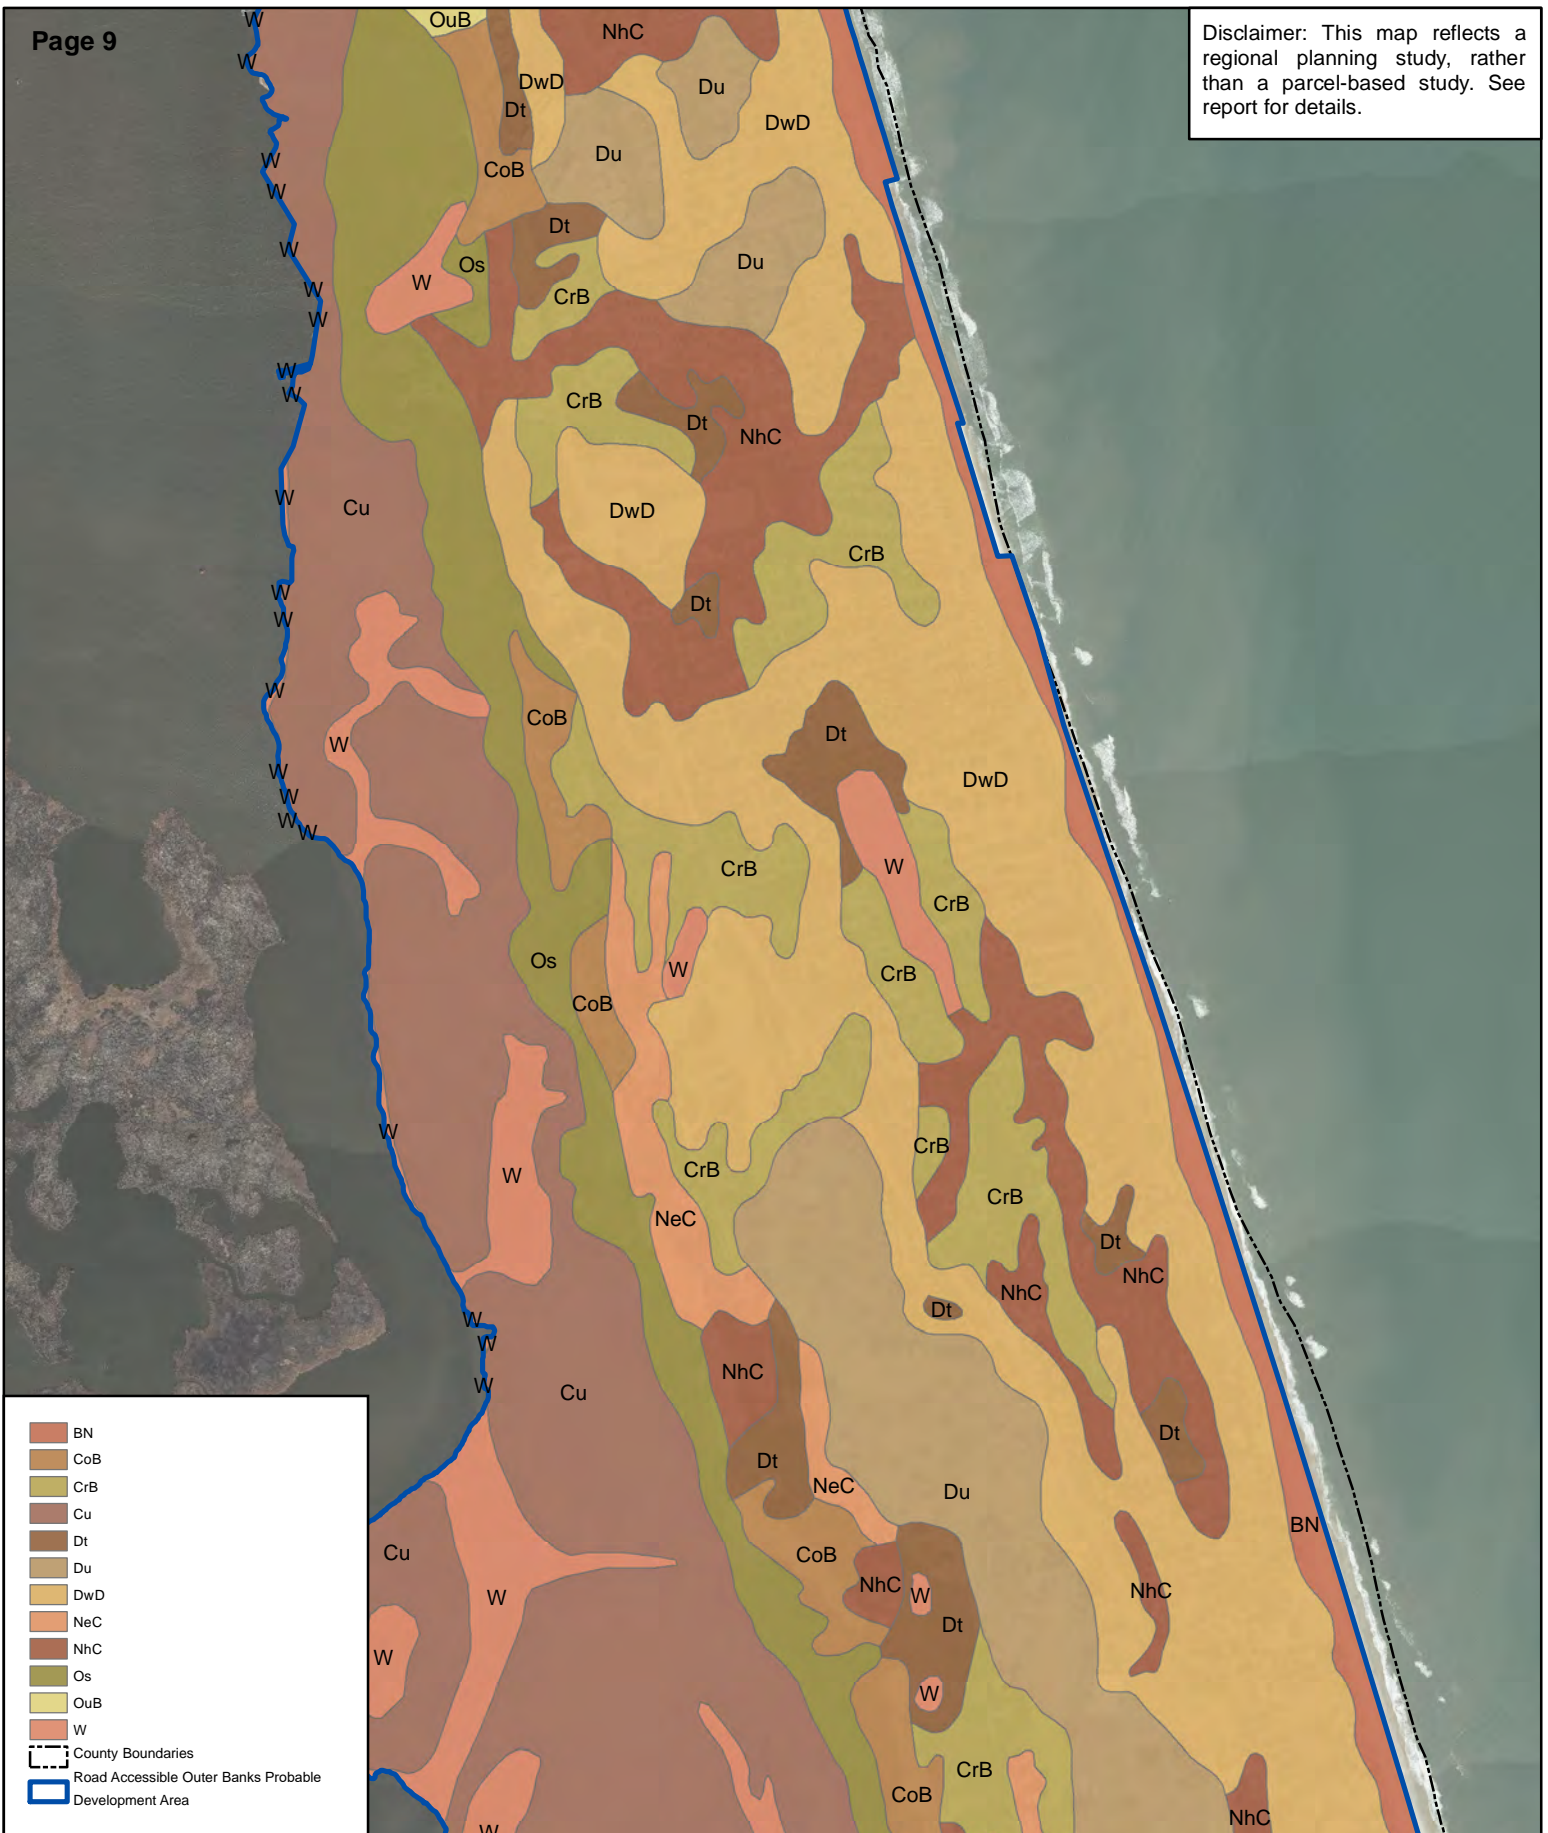 Page 9
Disclaimer: This map reflects a
regional planning study, rather
than a parcel-based study. See
report for details.
W
OuB
NhC
W
DwD
Du
Dt
DwD
Du
W
CoB
W
Dt
W
Os
Du
W
W
CrB
W
W
W
CrB
Dt
NhC
W
Cu
DwD
CrB
W
Dt
W
W
CoB
Dt
W
W
DwD
W
W
W
CrB
W
CrB
Os
W
CrB
CoB
W
CrB
CrB
W
CrB
NeC
Dt
NhC
NhC
Dt
W
W
NhC
W
Cu
Dt
Dt
NeC
Du
BN
Cu
CoB
NhC
W
NhC
W
Dt
W
W
CrB
CoB
NhC
W
BN
CoB
CrB
Cu
Dt
Du
DwD
NeC
NhC
Os
OuB
W
County Boundaries
Road Accessible Outer Banks Probable
Development Area